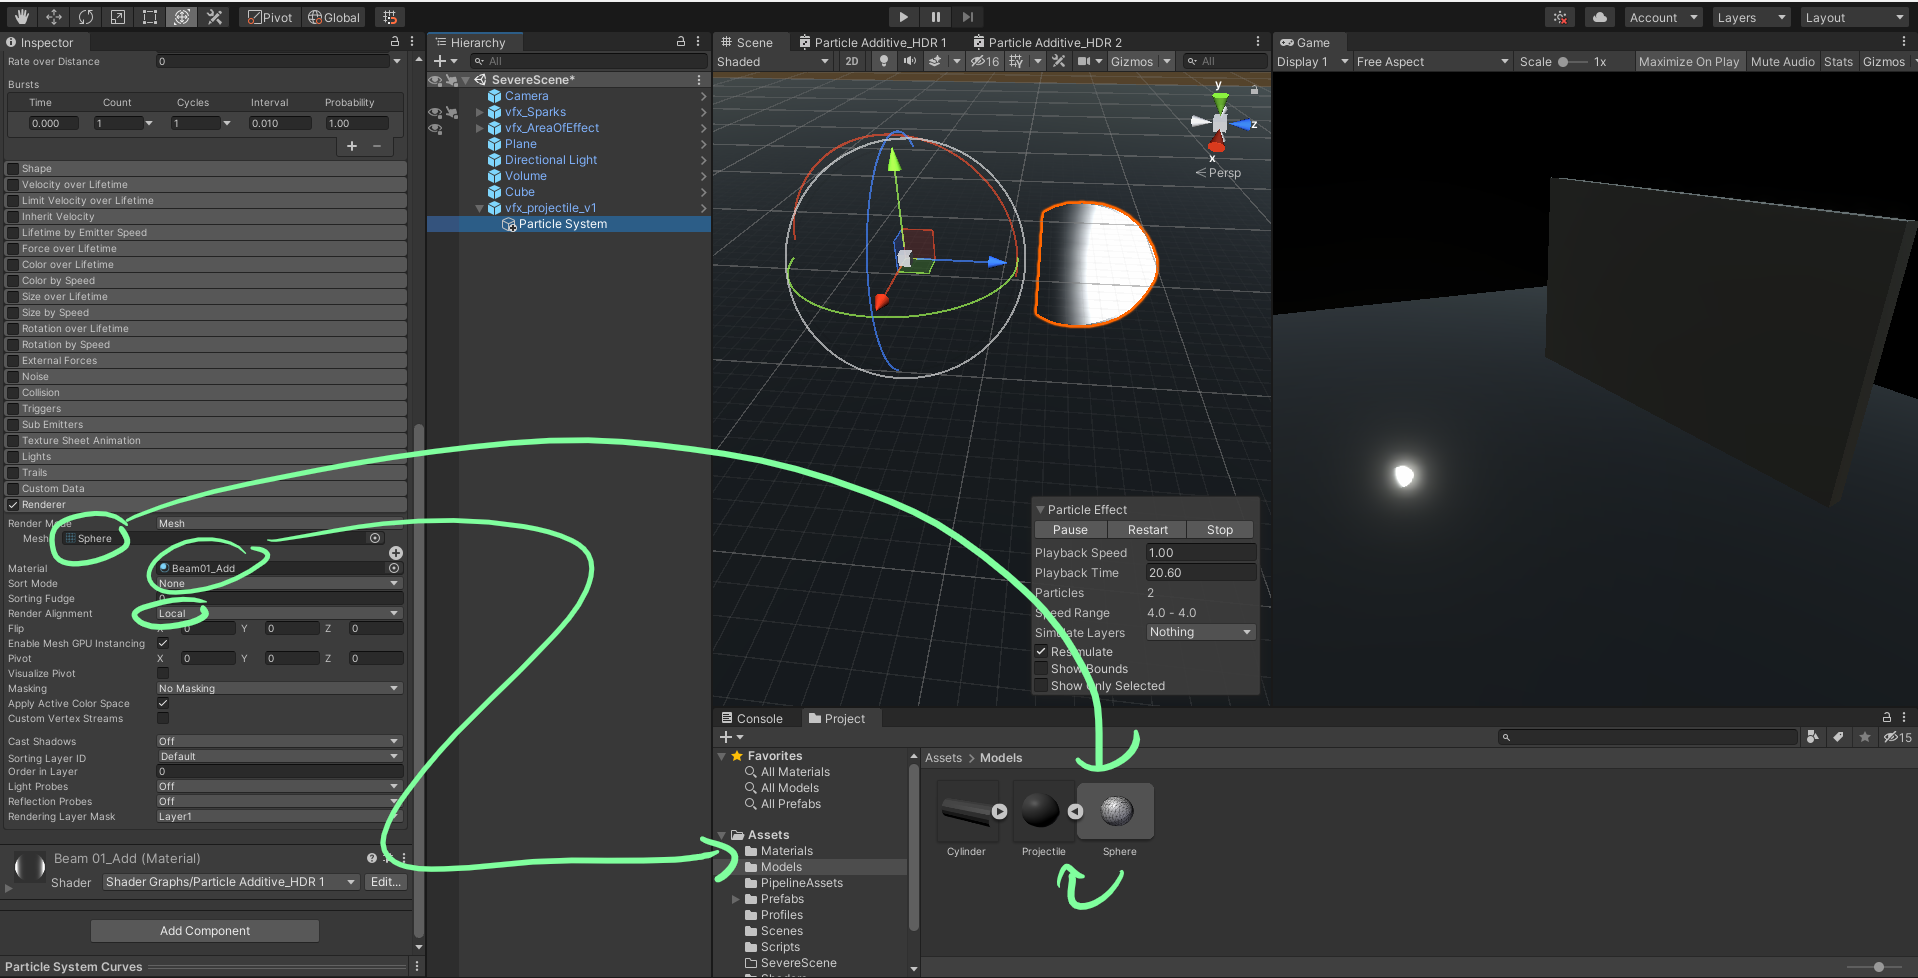 Pivot Global Account Layers Layout
Inspector
Rate over Distance 0
Bursts
Time Count Cycles Interval Probability
0.000 1 1 0.010 1.00
Shape
Velocity over Lifetime
Limit Velocity over Lifetime
Inherit Velocity
Lifetime by Emitter Speed
Force over Lifetime
Color over Lifetime
Color by Speed
Size over Lifetime
Size by Speed
Rotation over Lifetime
Rotation by Speed
External Forces
Noise
Collision
Triggers
Sub Emitters
Texture Sheet Animation
Lights
Trails
Custom Data
Renderer
Render Mode Mesh
Mesh Sphere
Material Beam01_Add
Sort Mode None
Sorting Fudge 0
Render Alignment Local
Flip X 0 Y 0 Z 0
Enable Mesh GPU Instancing
Pivot X 0 Y 0 Z 0
Visualize Pivot
Masking No Masking
Apply Active Color Space
Custom Vertex Streams
Cast Shadows Off
Sorting Layer ID Default
Order in Layer 0
Light Probes Off
Reflection Probes Off
Rendering Layer Mask Layer1
Beam 01_Add (Material)
Shader Shader Graphs/Particle Additive_HDR 1 Edit...
Add Component
Particle System Curves
Hierarchy
All
SevereScene*
Camera
vfx_Sparks
vfx_AreaOfEffect
Plane
Directional Light
Volume
Cube
vfx_projectile_v1
Particle System
Scene Particle Additive_HDR 1 Particle Additive_HDR 2
Shaded 2D 16 Gizmos All
y
z
x
Persp
Particle Effect
Pause Restart Stop
Playback Speed 1.00
Playback Time 20.60
Particles 2
Speed Range 4.0 - 4.0
Simulate Layers Nothing
Resimulate
Show Bounds
Show Only Selected
Game
Display 1 Free Aspect Scale 1x Maximize On Play Mute Audio Stats Gizmos
Console Project
15
Favorites
All Materials
All Models
All Prefabs
Assets
Materials
Models
PipelineAssets
Prefabs
Profiles
Scenes
Scripts
SevereScene
Assets > Models
Cylinder Projectile Sphere